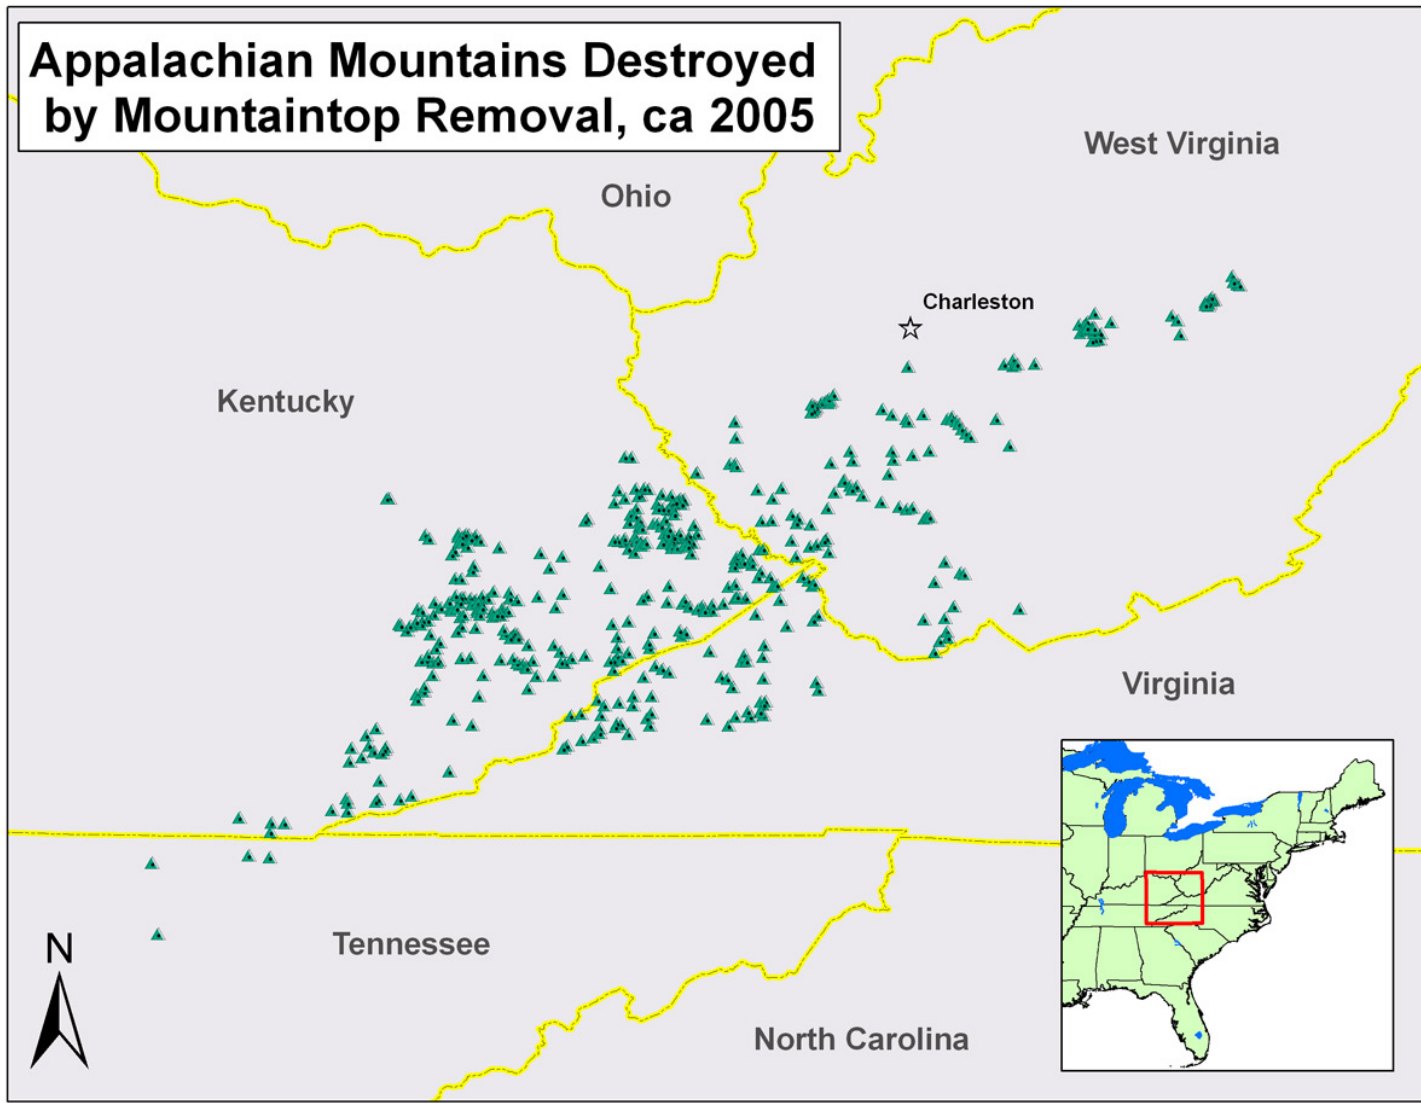 Appalachian Mountains Destroyed
by Mountaintop Removal, ca 2005
West Virginia
Ohio
Charleston
Kentucky
Virginia
Tennessee
N
North Carolina